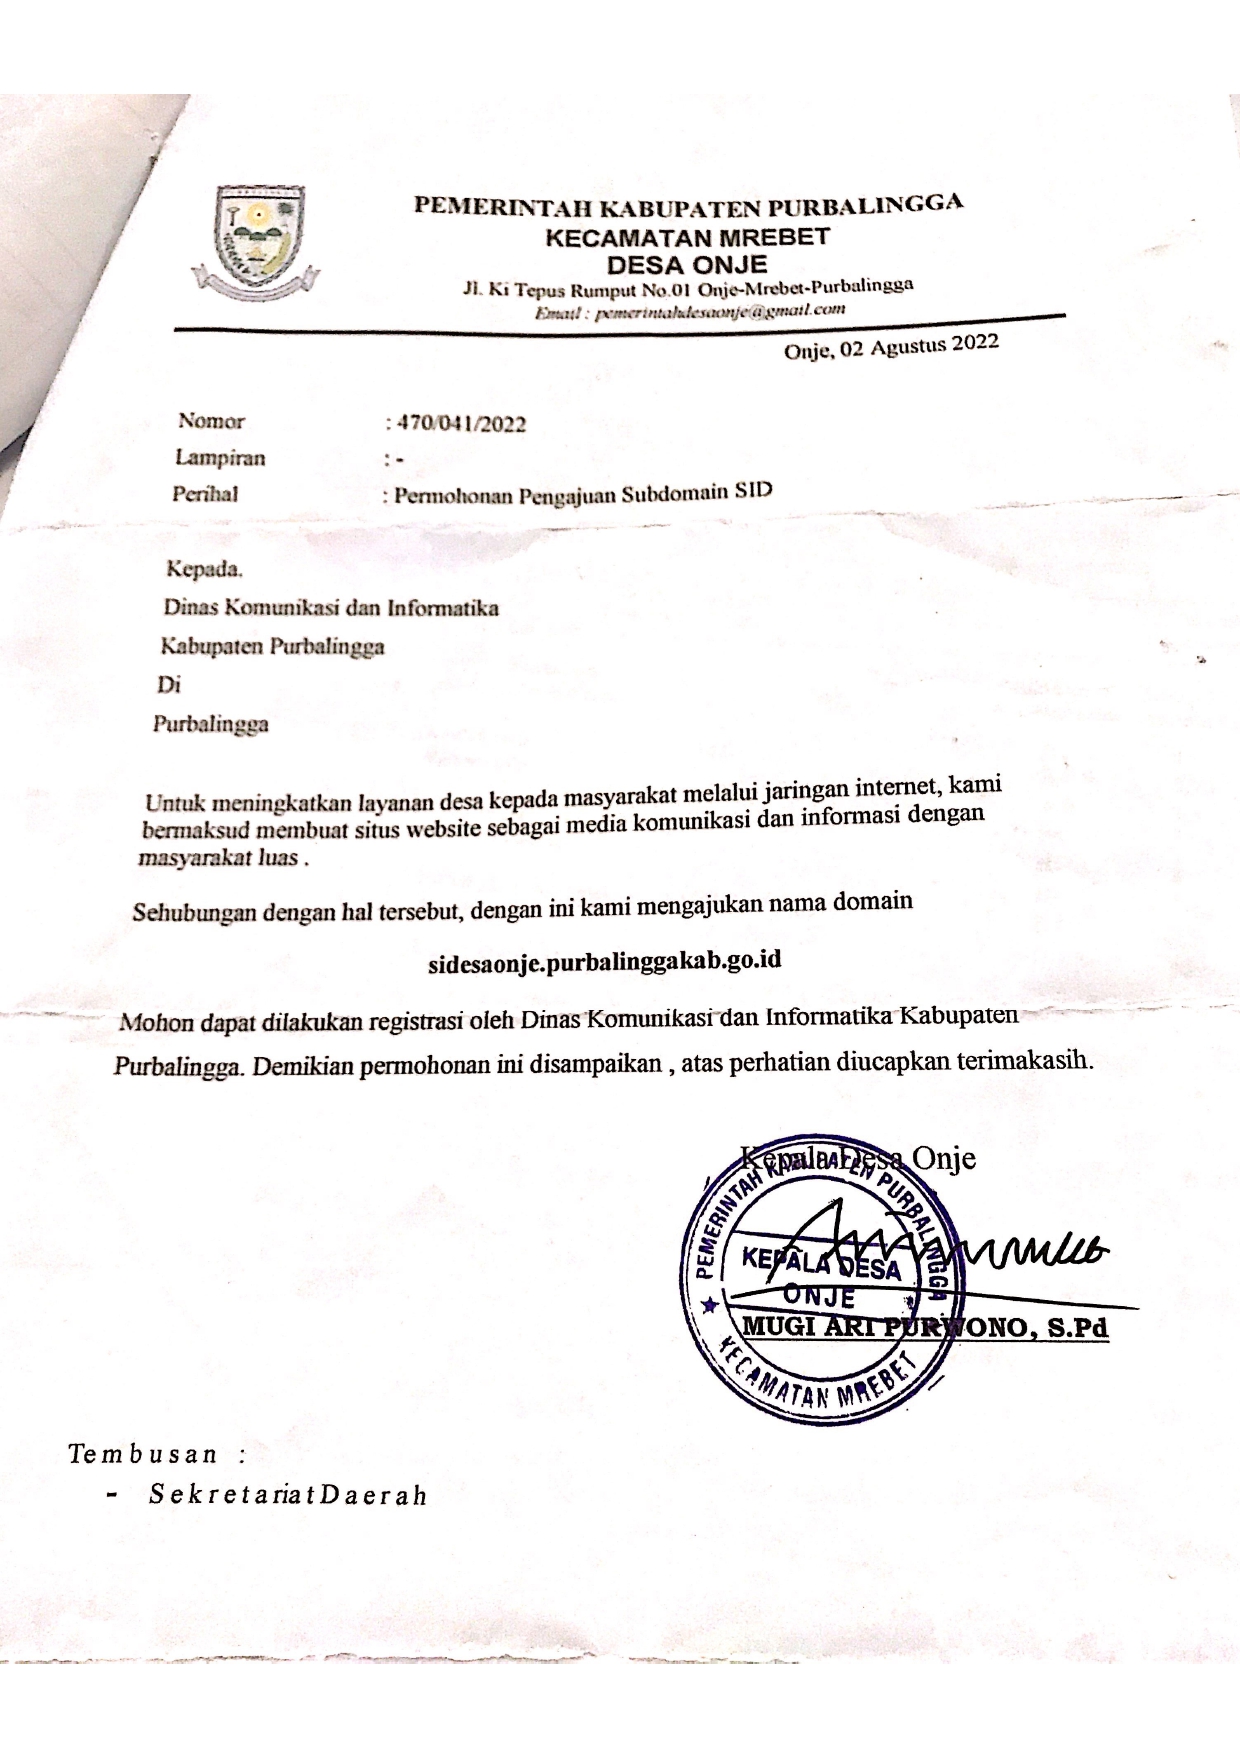 PEMERINTAH KABUPATEN PURBALINGGA
KECAMATAN MREBET
DESA ONJE
Jl. Ki Tepus Rumput No.01 Onje-Mrebet-Purbalingga
Email : pemerintahdesaonje@gmail.com
Onje, 02 Agustus 2022
Nomor : 470/041/2022
Lampiran : -
Perihal : Permohonan Pengajuan Subdomain SID
Kepada.
Dinas Komunikasi dan Informatika
Kabupaten Purbalingga
Di
Purbalingga
Untuk meningkatkan layanan desa kepada masyarakat melalui jaringan internet, kami
bermaksud membuat situs website sebagai media komunikasi dan informasi dengan
masyarakat luas .
Sehubungan dengan hal tersebut, dengan ini kami mengajukan nama domain
sidesaonje.purbalinggakab.go.id
Mohon dapat dilakukan registrasi oleh Dinas Komunikasi dan Informatika Kabupaten
Purbalingga. Demikian permohonan ini disampaikan , atas perhatian diucapkan terimakasih.
Kepala Desa Onje
PEMERINTAH KABUPATEN PURBALINGGA
KEPALA DESA
ONJE
KECAMATAN MREBET
MUGI ARI PURWONO, S.Pd
Tembusan :
- Sekretariat Daerah